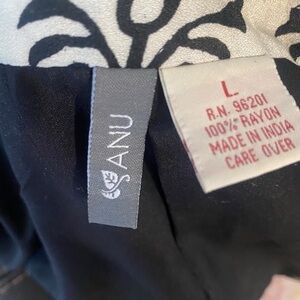 ANU
L
R.N. 96201
100% RAYON
MADE IN INDIA
CARE OVER